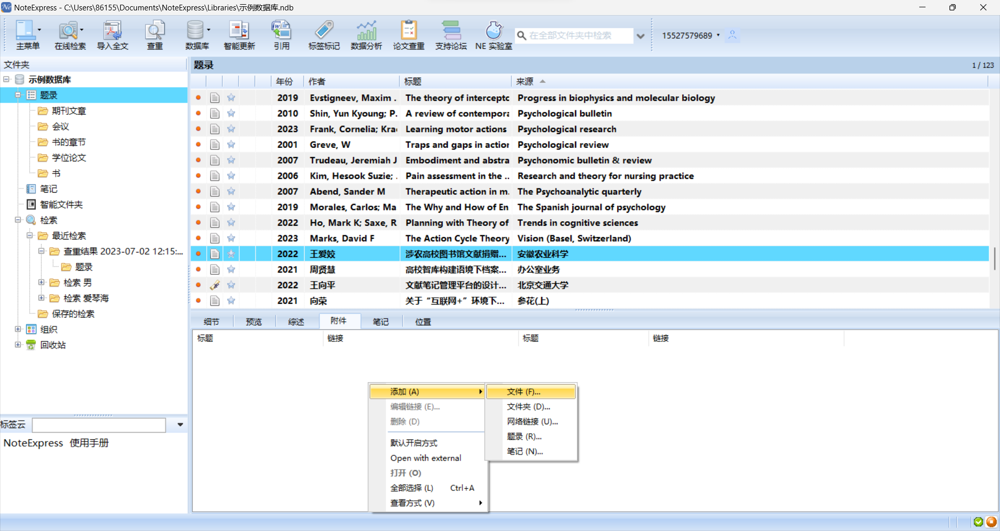 NoteExpress - C:\Users\86155\Documents\NoteExpress\Libraries\示例数据库.ndb
主菜单 在线检索 导入全文 查重 数据库 智能更新 引用 标签标记 数据分析 论文查重 支持论坛 NE 实验室 在全部文件夹中检索 15527579689
文件夹
示例数据库
题录
期刊文章
会议
书的章节
学位论文
书
笔记
智能文件夹
检索
最近检索
查重结果 2023-07-02 12:15:...
题录
检索 男
检索 爱琴海
保存的检索
组织
回收站
标签云
NoteExpress 使用手册
题录 1 / 123
年份 作者 标题 来源
2019 Evstigneev, Maxim . The theory of interceptc Progress in biophysics and molecular biology
2010 Shin, Yun Kyoung; P. A review of contempora Psychological bulletin
2023 Frank, Cornelia; Kra Learning motor actions Psychological research
2001 Greve, W Traps and gaps in action Psychological review
2007 Trudeau, Jeremiah J Embodiment and abstra Psychonomic bulletin & review
2006 Kim, Hesook Suzie; . Pain assessment in the .. Research and theory for nursing practice
2007 Abend, Sander M Therapeutic action in m. The Psychoanalytic quarterly
2019 Morales, Carlos; Ma The Why and How of En The Spanish journal of psychology
2022 Ho, Mark K; Saxe, R Planning with Theory of Trends in cognitive sciences
2023 Marks, David F The Action Cycle Theory Vision (Basel, Switzerland)
2022 王爱姣 涉农高校图书馆文献捐赠... 安徽农业科学
2021 周贤慧 高校智库构建语境下档案... 办公室业务
2022 王向平 文献笔记管理平台的设计... 北京交通大学
2021 向荣 关于“互联网+”环境下... 参花(上)
细节 预览 综述 附件 笔记 位置
标题 链接 标题 链接
添加 (A)
编辑链接 (E)...
删除 (D)
默认开启方式
Open with external
打开 (O)
全部选择 (L) Ctrl+A
查看方式 (V)
文件 (F)...
文件夹 (D)...
网络链接 (U)...
题录 (R)...
笔记 (N)...